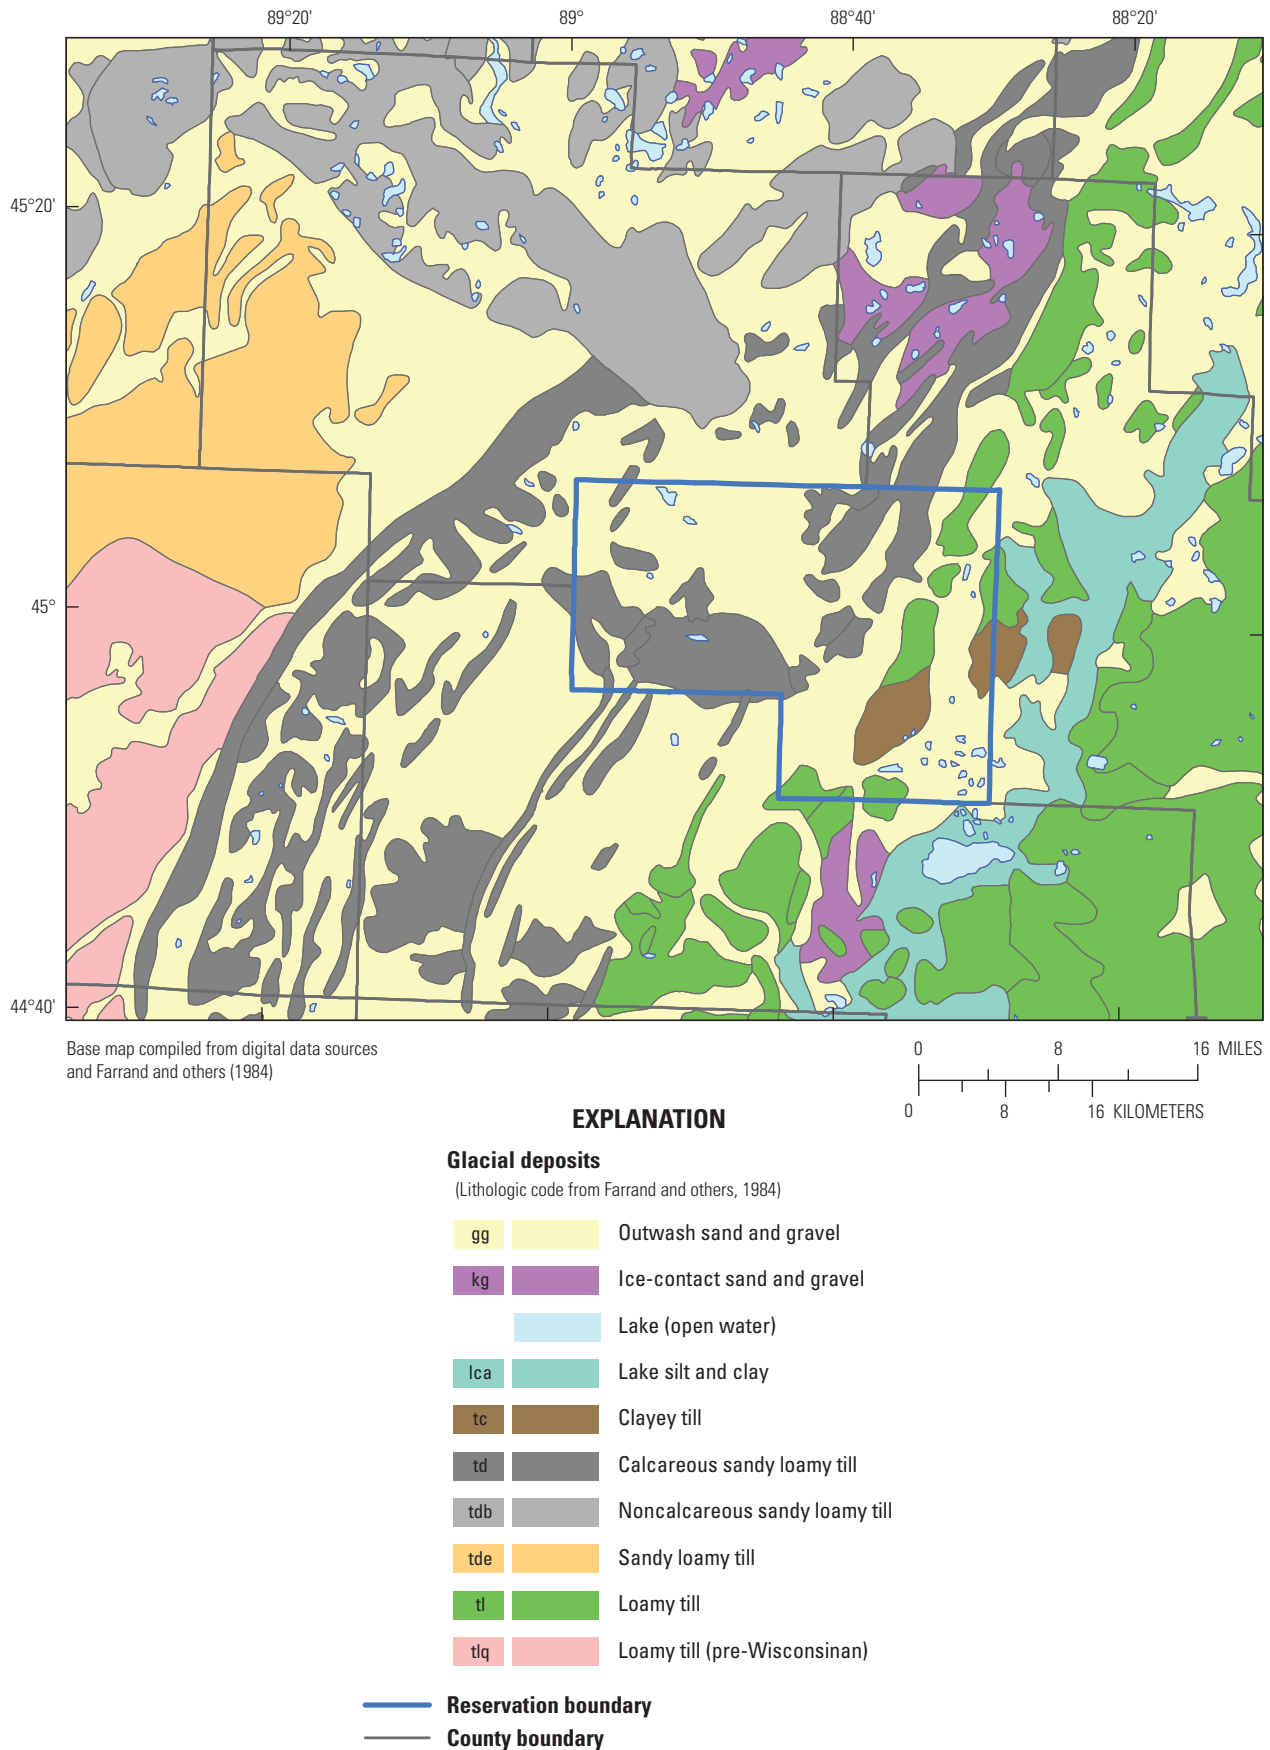 89°20'
89°
88°40'
88°20'
45°20'
45°
44°40'
Base map compiled from digital data sources
and Farrand and others (1984)
0 8 16 MILES
0 8 16 KILOMETERS
EXPLANATION
Glacial deposits
(Lithologic code from Farrand and others, 1984)
gg Outwash sand and gravel
kg Ice-contact sand and gravel
Lake (open water)
lca Lake silt and clay
tc Clayey till
td Calcareous sandy loamy till
tdb Noncalcareous sandy loamy till
tde Sandy loamy till
tl Loamy till
tlq Loamy till (pre-Wisconsinan)
Reservation boundary
County boundary